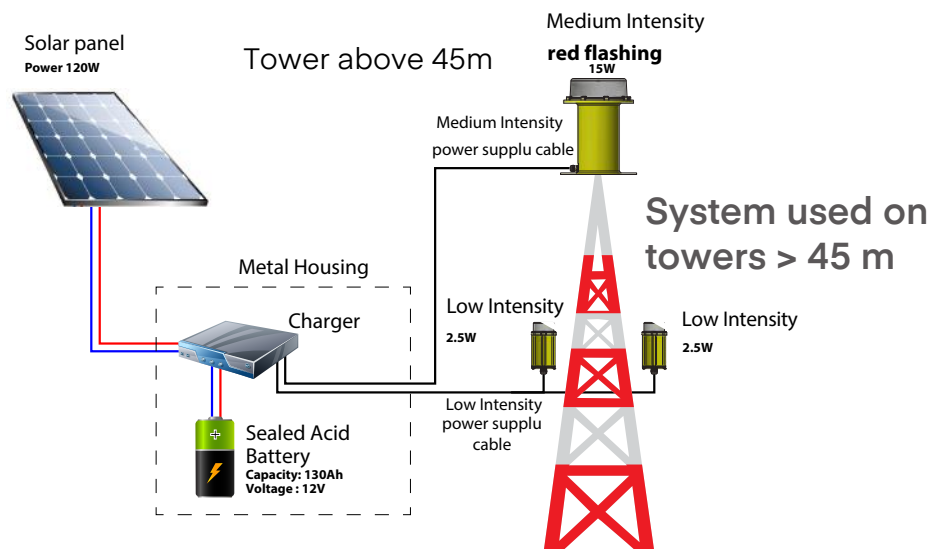 Solar panel
Power 120W
Tower above 45m
Medium Intensity
red flashing
15W
Medium Intensity
power supplu cable
System used on
towers > 45 m
Metal Housing
Charger
Low Intensity
2.5W
Low Intensity
2.5W
Low Intensity
power supplu
cable
Sealed Acid
Battery
Capacity: 130Ah
Voltage : 12V